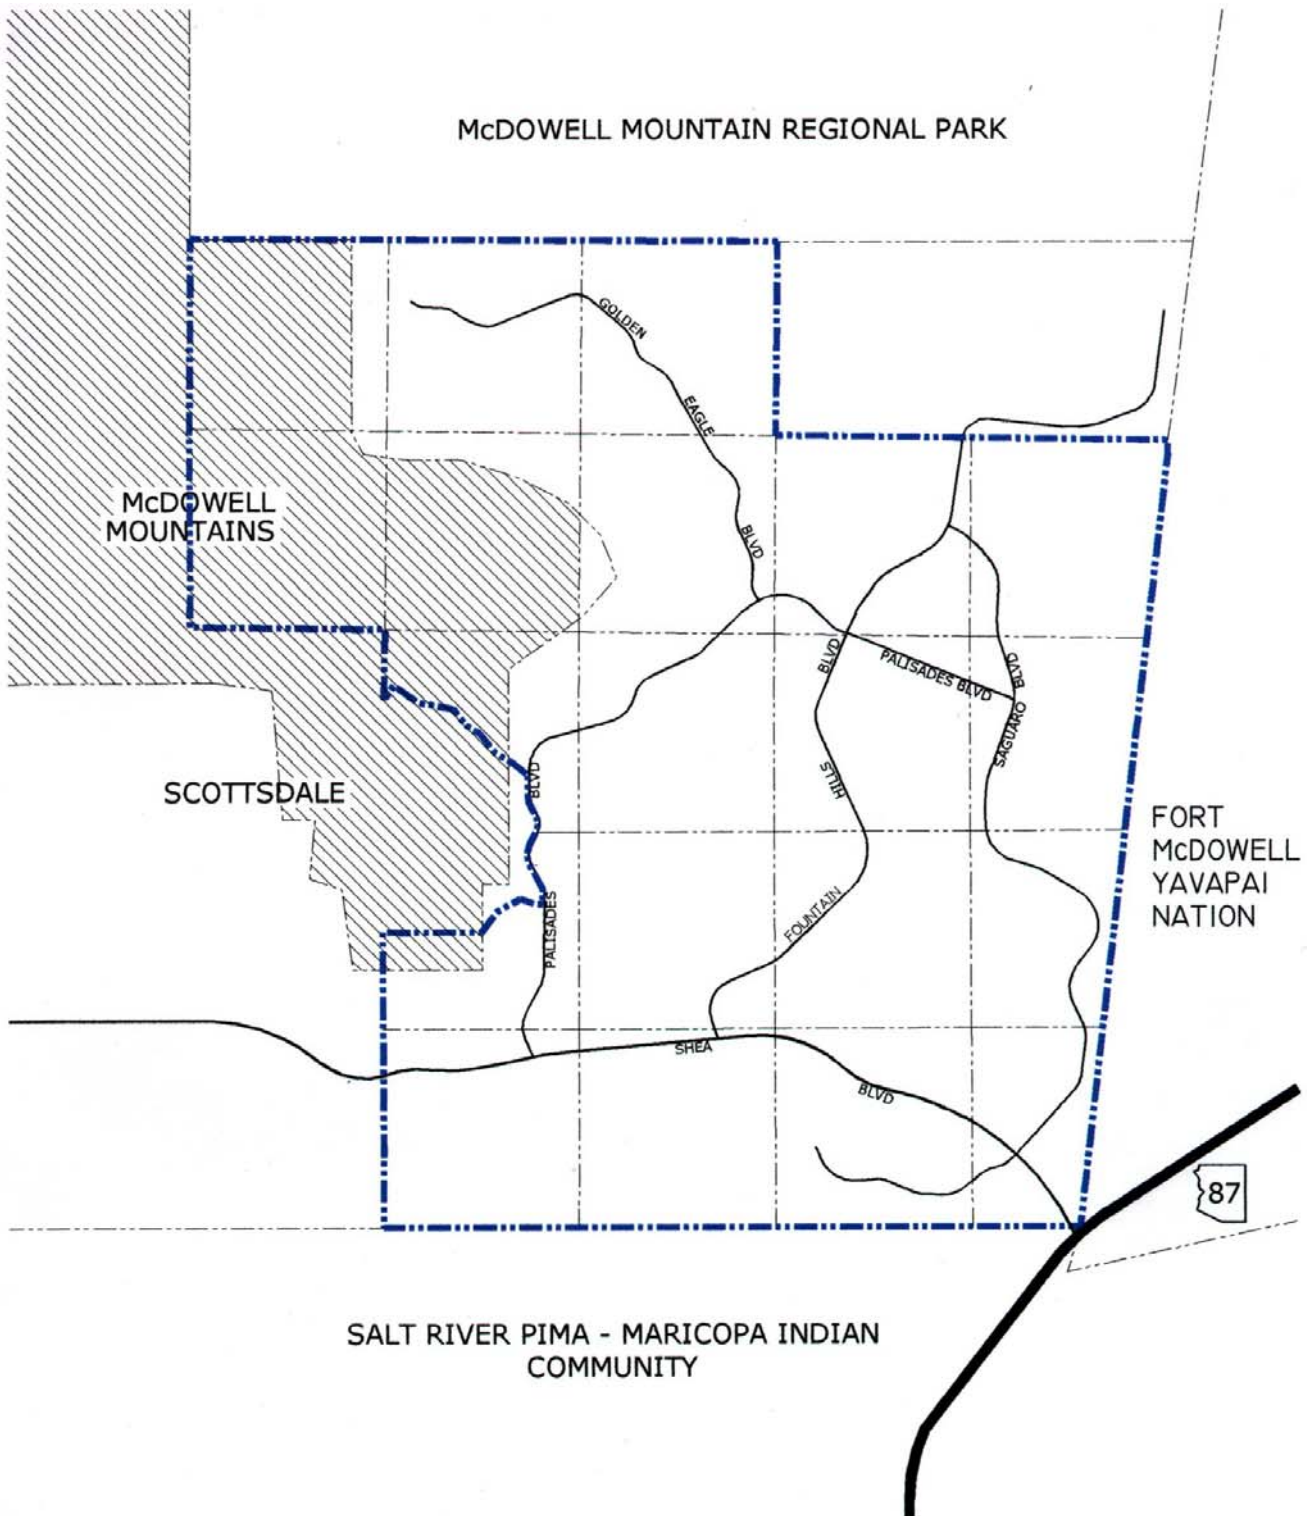 McDOWELL MOUNTAIN REGIONAL PARK
GOLDEN
EAGLE
BLVD
McDOWELL
MOUNTAINS
BLVD
PALISADES BLVD
BLVD
SAGUARO
HILLS
BLVD
SCOTTSDALE
FORT
McDOWELL
YAVAPAI
NATION
FOUNTAIN
PALISADES
SHEA
BLVD
87
SALT RIVER PIMA - MARICOPA INDIAN
COMMUNITY